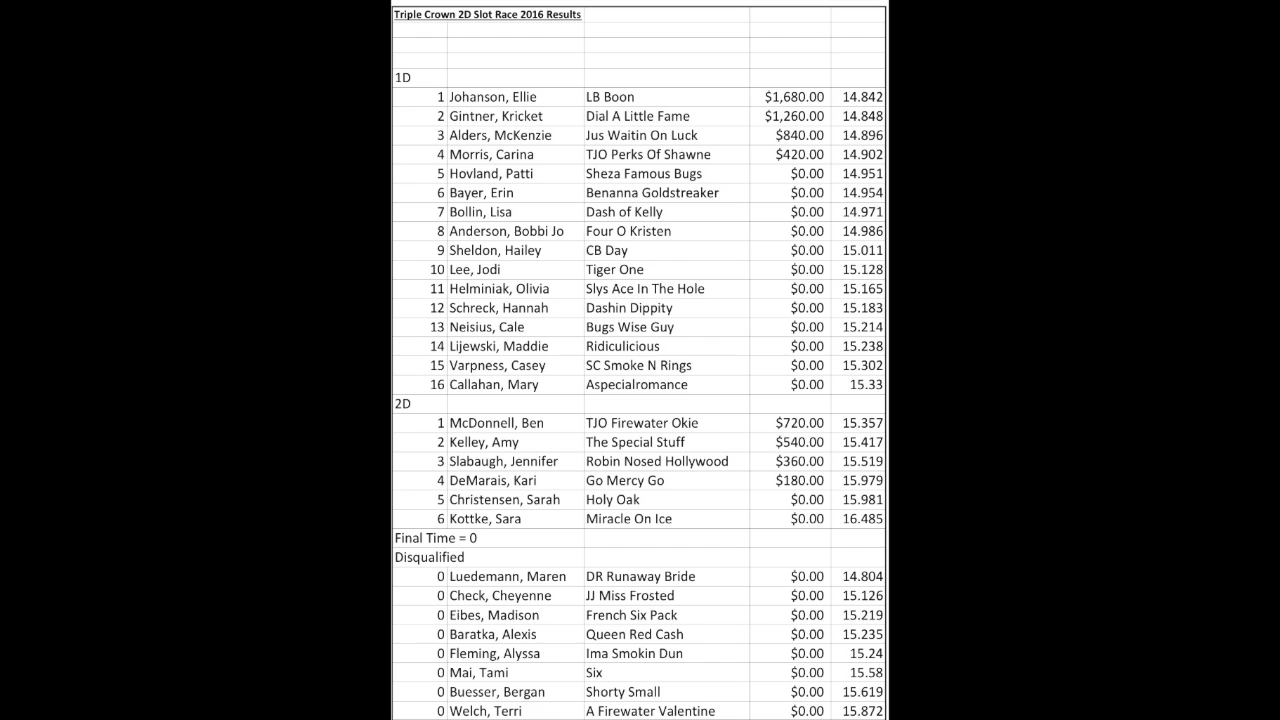 Triple Crown 2D Slot Race 2016 Results
1D
1 Johanson, Ellie LB Boon $1,680.00 14.842
2 Gintner, Kricket Dial A Little Fame $1,260.00 14.848
3 Alders, McKenzie Jus Waitin On Luck $840.00 14.896
4 Morris, Carina TJO Perks Of Shawne $420.00 14.902
5 Hovland, Patti Sheza Famous Bugs $0.00 14.951
6 Bayer, Erin Benanna Goldstreaker $0.00 14.954
7 Bollin, Lisa Dash of Kelly $0.00 14.971
8 Anderson, Bobbi Jo Four O Kristen $0.00 14.986
9 Sheldon, Hailey CB Day $0.00 15.011
10 Lee, Jodi Tiger One $0.00 15.128
11 Helminiak, Olivia Slys Ace In The Hole $0.00 15.165
12 Schreck, Hannah Dashin Dippity $0.00 15.183
13 Neisius, Cale Bugs Wise Guy $0.00 15.214
14 Lijewski, Maddie Ridiculicious $0.00 15.238
15 Varpness, Casey SC Smoke N Rings $0.00 15.302
16 Callahan, Mary Aspecialromance $0.00 15.33
2D
1 McDonnell, Ben TJO Firewater Okie $720.00 15.357
2 Kelley, Amy The Special Stuff $540.00 15.417
3 Slabaugh, Jennifer Robin Nosed Hollywood $360.00 15.519
4 DeMarais, Kari Go Mercy Go $180.00 15.979
5 Christensen, Sarah Holy Oak $0.00 15.981
6 Kottke, Sara Miracle On Ice $0.00 16.485
Final Time = 0
Disqualified
0 Luedemann, Maren DR Runaway Bride $0.00 14.804
0 Check, Cheyenne JJ Miss Frosted $0.00 15.126
0 Eibes, Madison French Six Pack $0.00 15.219
0 Baratka, Alexis Queen Red Cash $0.00 15.235
0 Fleming, Alyssa Ima Smokin Dun $0.00 15.24
0 Mai, Tami Six $0.00 15.58
0 Buesser, Bergan Shorty Small $0.00 15.619
0 Welch, Terri A Firewater Valentine $0.00 15.872